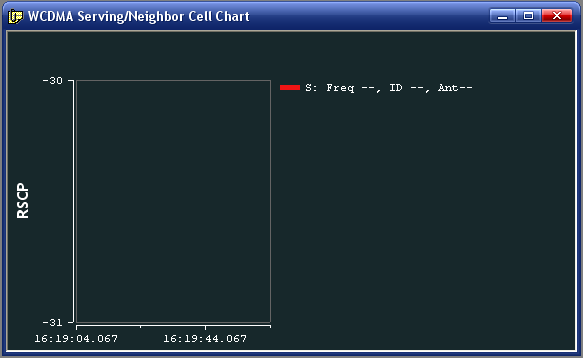 WCDMA Serving/Neighbor Cell Chart
-30
S: Freq --, ID --, Ant--
RSCP
-31
16:19:04.067 16:19:44.067